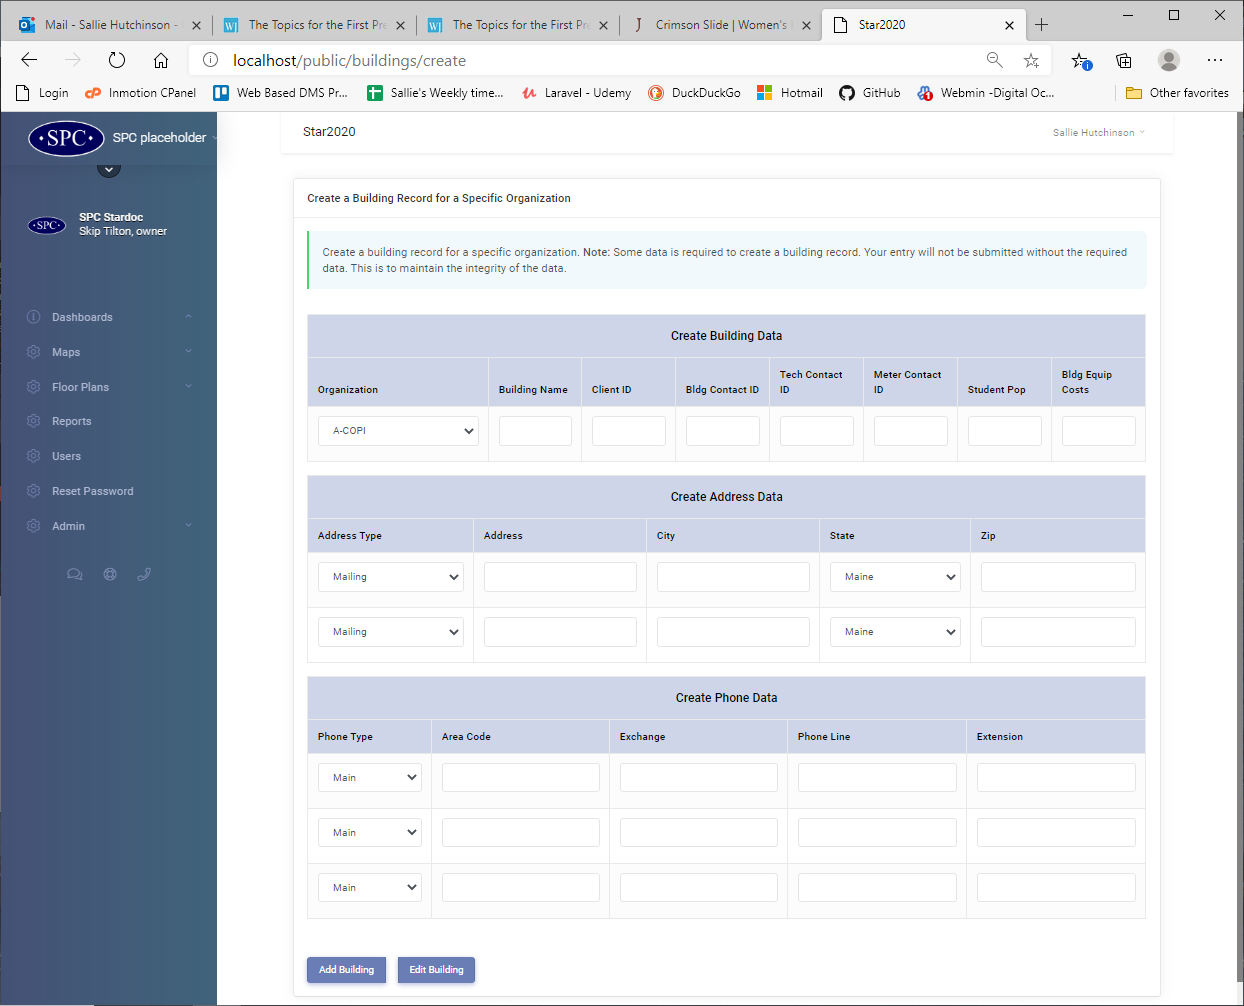 Mail - Sallie Hutchinson -
WJ The Topics for the First Pre
WJ The Topics for the First Pr
J Crimson Slide | Women's
Star2020
localhost/public/buildings/create
Login
cP Inmotion CPanel
Web Based DMS Pr...
Sallie's Weekly time...
Laravel - Udemy
DuckDuckGo
Hotmail
GitHub
Webmin -Digital Oc...
Other favorites
SPC SPC placeholder
Star2020
Sallie Hutchinson
SPC SPC Stardoc
Skip Tilton, owner
Dashboards
Maps
Floor Plans
Reports
Users
Reset Password
Admin
Create a Building Record for a Specific Organization
Create a building record for a specific organization. Note: Some data is required to create a building record. Your entry will not be submitted without the required
data. This is to maintain the integrity of the data.
Create Building Data
Organization Building Name Client ID Bldg Contact ID Tech Contact ID Meter Contact ID Student Pop Bldg Equip Costs
A-COPI
Create Address Data
Address Type Address City State Zip
Mailing Maine
Mailing Maine
Create Phone Data
Phone Type Area Code Exchange Phone Line Extension
Main
Main
Main
Add Building Edit Building